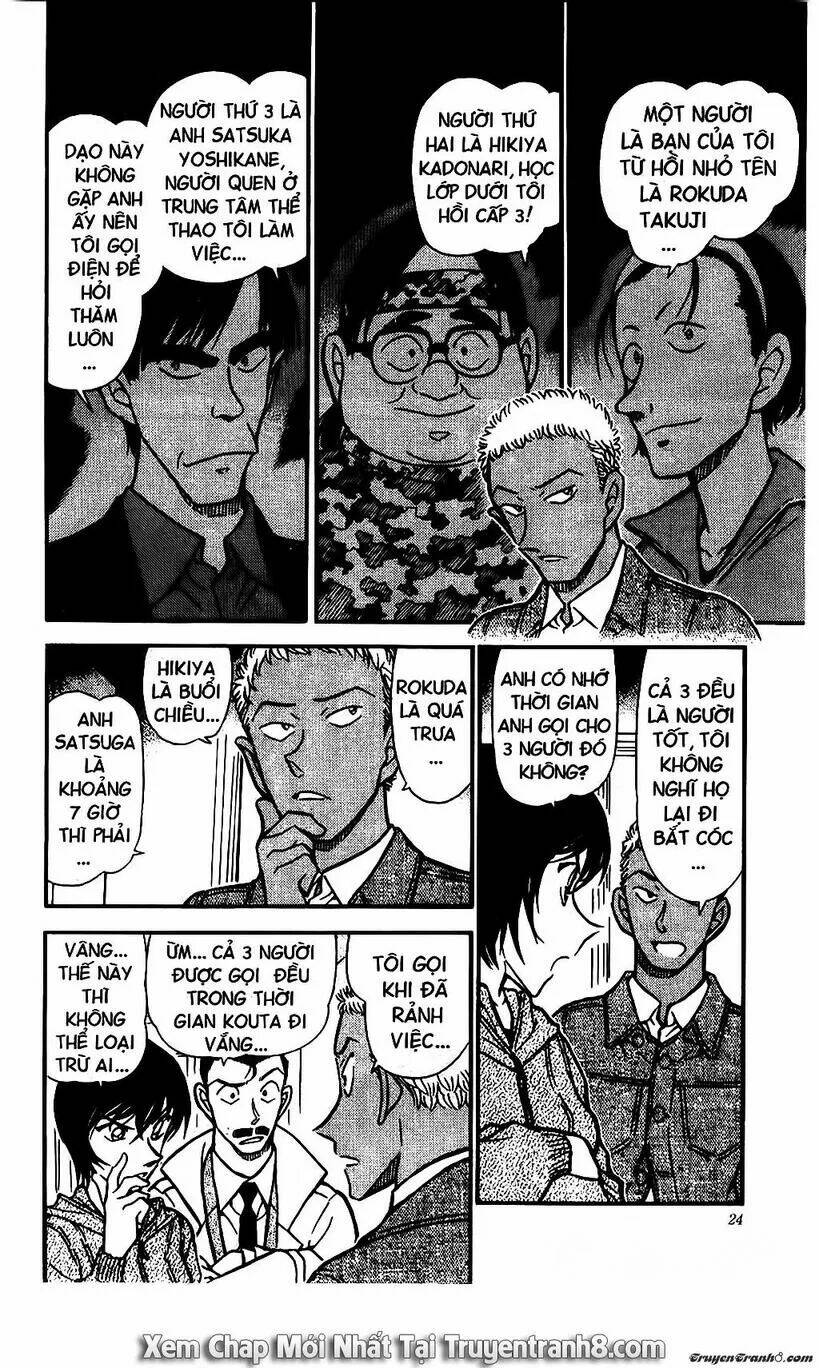 MỘT NGƯỜI
LÀ BẠN CỦA TÔI
TỪ HỒI NHỎ TÊN
LÀ ROKUDA
TAKUJI
...
NGƯỜI THỨ
HAI LÀ HIKIYA
KADONARI, HỌC
LỚP DƯỚI TÔI
HỒI CẤP 3!
NGƯỜI THỨ 3 LÀ
ANH SATSUKA
YOSHIKANE,
NGƯỜI QUEN Ở
TRUNG TÂM THỂ
THAO TÔI LÀM
VIỆC...
DẠO NÀY
KHÔNG
GẶP ANH
ẤY NÊN
TÔI GỌI
ĐIỆN ĐỂ
HỎI
THĂM
LUÔN
...
CẢ 3 ĐỀU
LÀ NGƯỜI
TỐT, TÔI
KHÔNG
NGHĨ HỌ
LẠI ĐI
BẮT CÓC
...
ANH CÓ NHỚ
THỜI GIAN
ANH GỌI CHO
3 NGƯỜI ĐÓ
KHÔNG?
ROKUDA
LÀ QUÁ
TRƯA
...
HIKIYA
LÀ BUỔI
CHIỀU...
ANH
SATSUGA
LÀ
KHOẢNG
7 GIỜ
THÌ PHẢI
...
TÔI GỌI
KHI ĐÃ
RẢNH
VIỆC...
ỪM... CẢ 3 NGƯỜI
ĐƯỢC GỌI ĐỀU
TRONG THỜI
GIAN KOUTA ĐI
VẮNG...
VÂNG...
THẾ NÀY
THÌ
KHÔNG
THỂ LOẠI
TRỪ AI...
24
Xem Chap Mới Nhất Tại Truyentranh8.com
TruyenTranh8.com